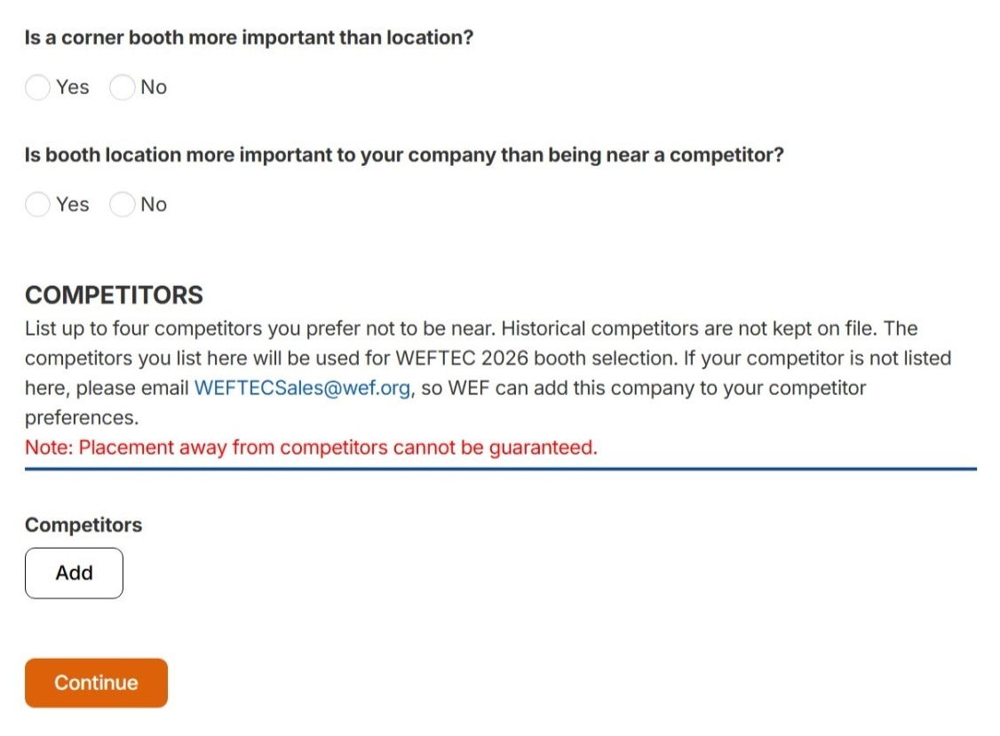 Is a corner booth more important than location?
Yes No
Is booth location more important to your company than being near a competitor?
Yes No
COMPETITORS
List up to four competitors you prefer not to be near. Historical competitors are not kept on file. The
competitors you list here will be used for WEFTEC 2026 booth selection. If your competitor is not listed
here, please email WEFTECSales@wef.org, so WEF can add this company to your competitor
preferences.
Note: Placement away from competitors cannot be guaranteed.
Competitors
Add
Continue